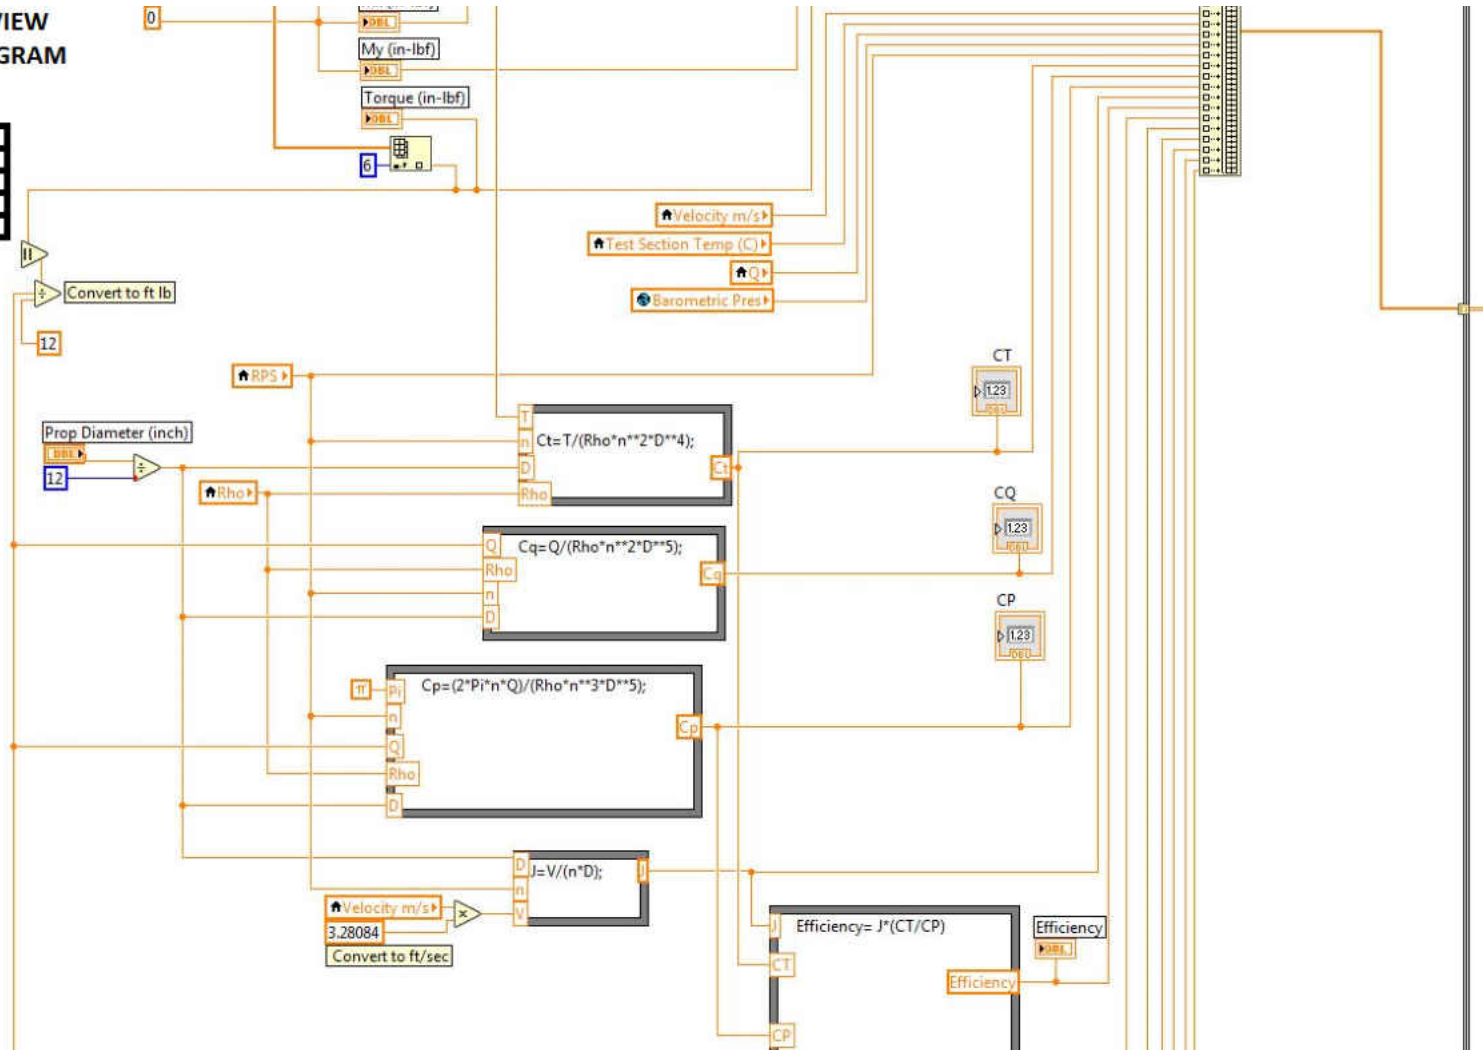 VIEW
GRAM
0
DBL
My (in-lbf)
DBL
Torque (in-lbf)
DBL
6
Velocity m/s
Test Section Temp (C)
Q
Barometric Pres
Convert to ft lb
12
RPS
CT
1.23
DBL
Prop Diameter (inch)
DBL
12
Rho
T
n
D
Rho
Ct=T/(Rho*n**2*D**4);
Ct
CQ
1.23
DBL
Q
Rho
n
D
Cq=Q/(Rho*n**2*D**5);
Cq
CP
1.23
DBL
π
Pi
n
Q
Rho
D
Cp=(2*Pi*n*Q)/(Rho*n**3*D**5);
Cp
D
n
V
J=V/(n*D);
J
Velocity m/s
3.28084
Convert to ft/sec
J
CT
CP
Efficiency= J*(CT/CP)
Efficiency
Efficiency
DBL